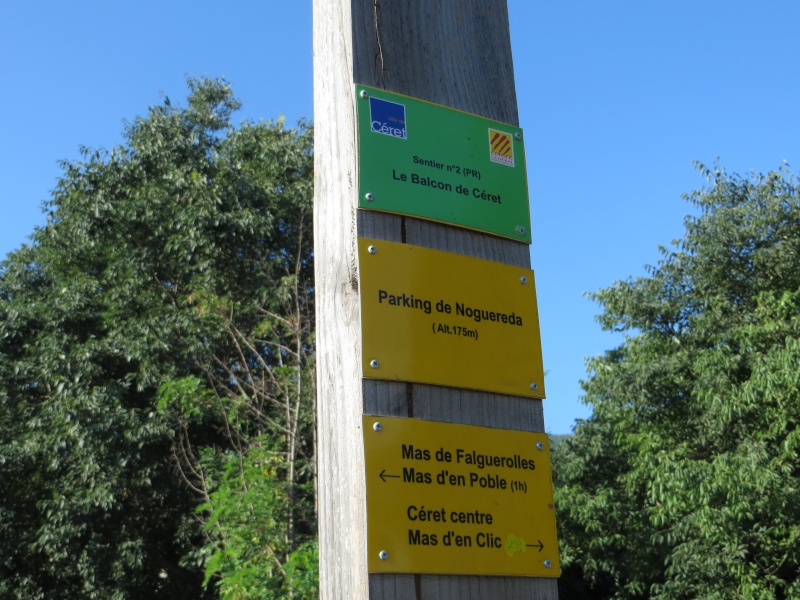 Céret
Sentier n°2 (PR)
Le Balcon de Céret
Parking de Noguereda
(Alt.175m)
Mas de Falguerolles
← Mas d'en Poble (1h)
Céret centre
Mas d'en Clic →